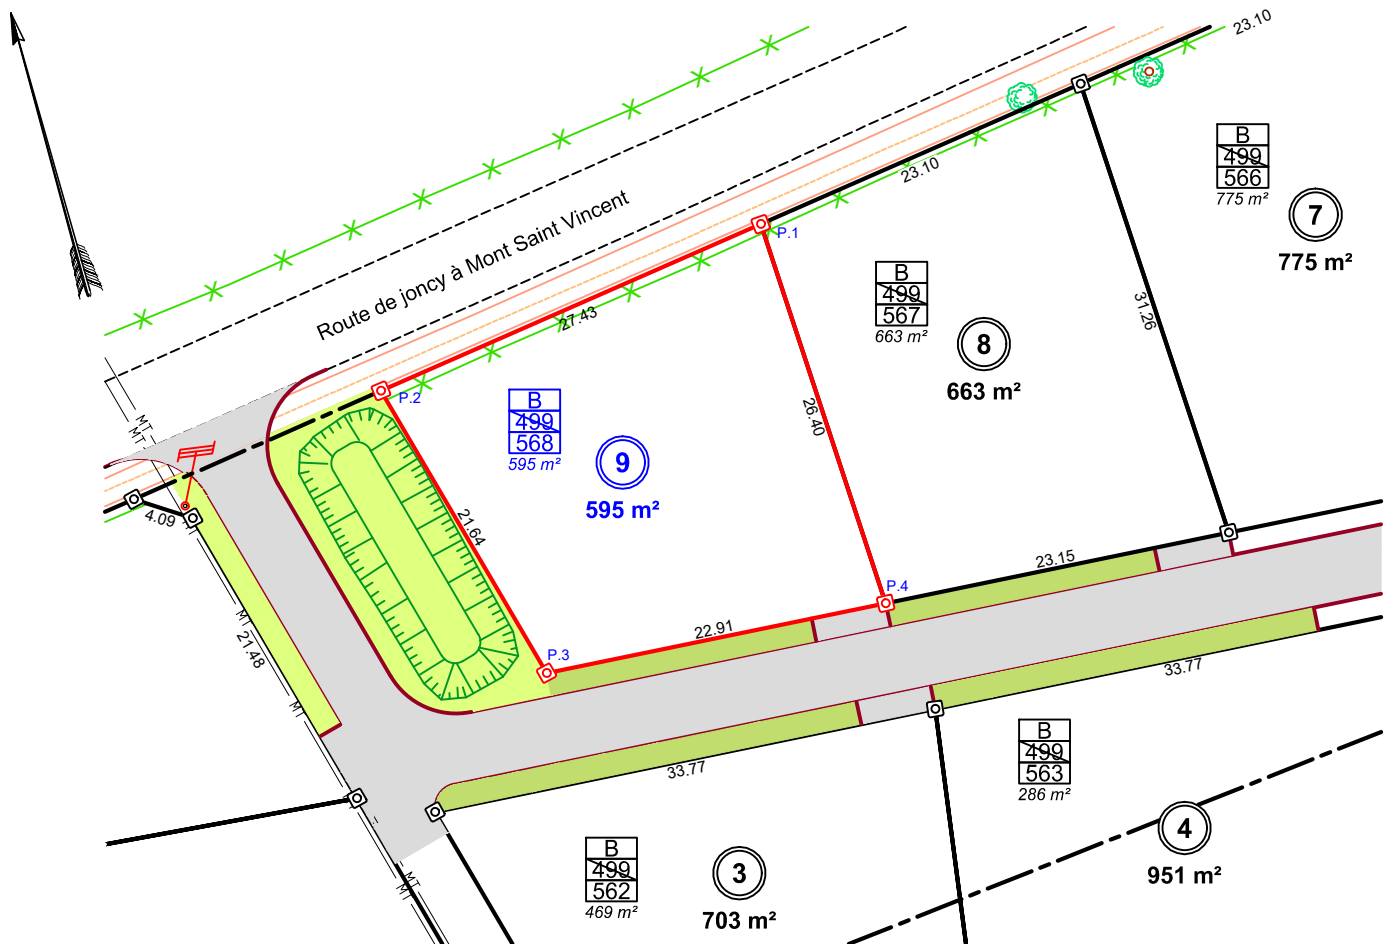 23.10
B
499
566
775 m²
7
775 m²
23.10
Route de joncy à Mont Saint Vincent
P.1
27.43
B
499
567
663 m²
8
663 m²
31.26
P.2
B
499
568
595 m²
9
595 m²
26.40
MT
MT
4.09
21.64
23.15
P.4
22.91
P.3
MT
21.48
MT
33.77
33.77
B
499
563
286 m²
4
951 m²
B
499
562
469 m²
3
703 m²
MT
MT